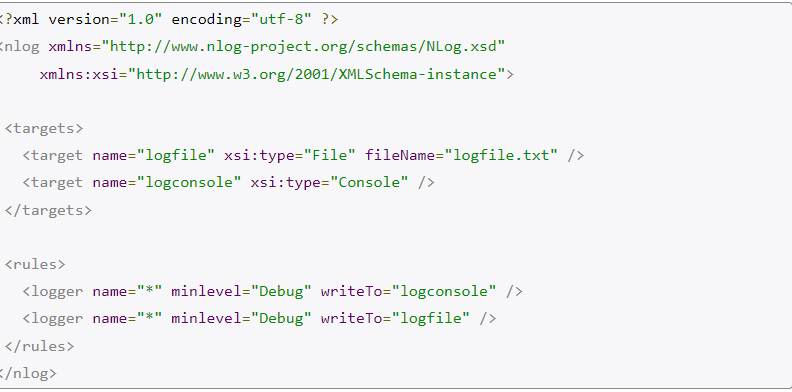 <?xml version="1.0" encoding="utf-8" ?>
<nlog xmlns="http://www.nlog-project.org/schemas/NLog.xsd"
xmlns:xsi="http://www.w3.org/2001/XMLSchema-instance">
<targets>
<target name="logfile" xsi:type="File" fileName="logfile.txt" />
<target name="logconsole" xsi:type="Console" />
</targets>
<rules>
<logger name="*" minlevel="Debug" writeTo="logconsole" />
<logger name="*" minlevel="Debug" writeTo="logfile" />
</rules>
</nlog>